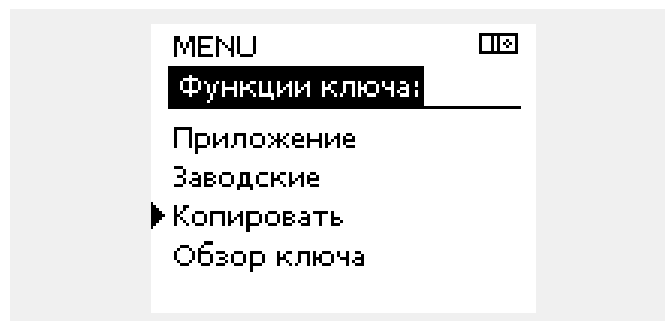 MENU
Функции ключа:
Приложение
Заводские
Копировать
Обзор ключа